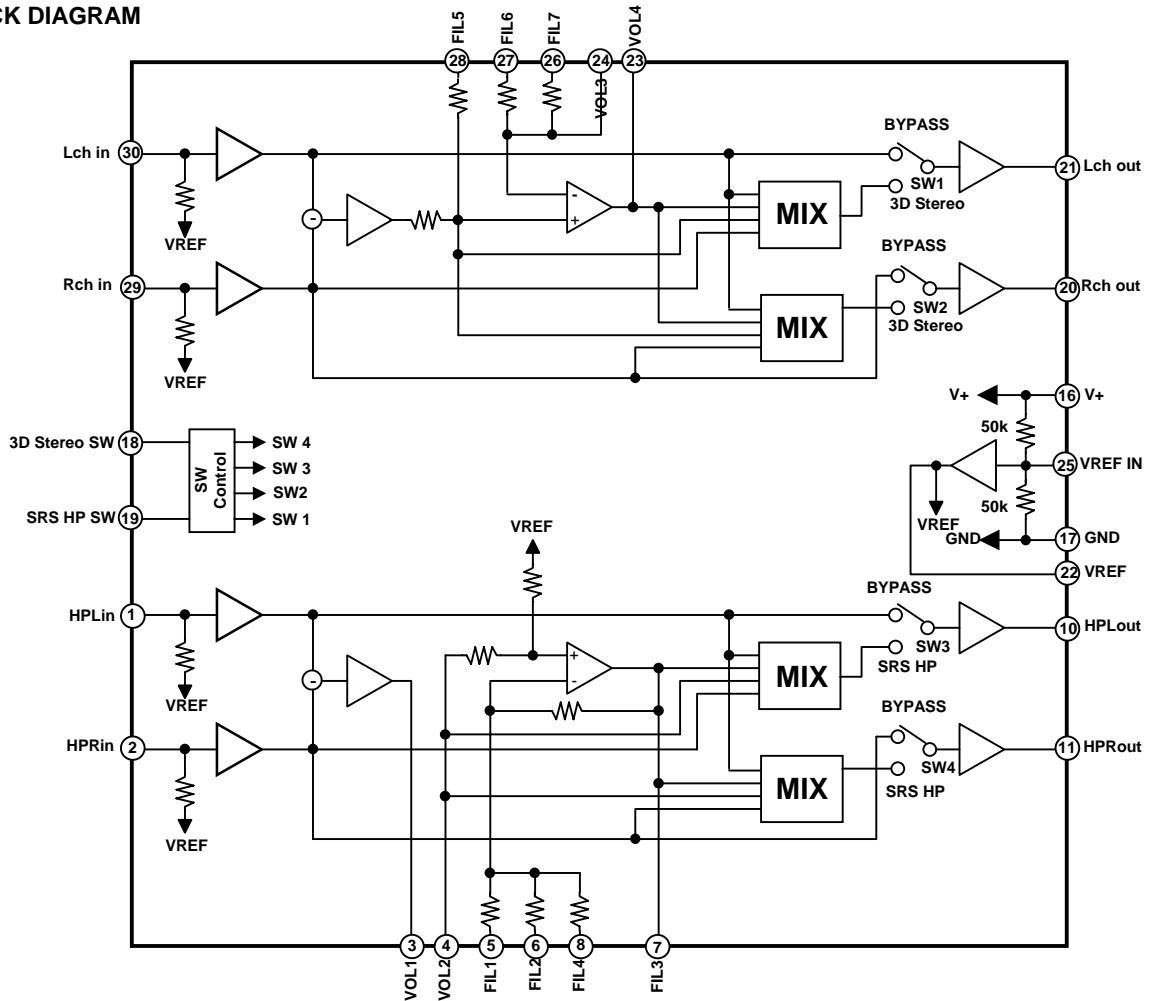 CK DIAGRAM
FIL5
FIL6
FIL7
VOL4
28
27
26
24
23
VOL3
BYPASS
Lch in
30
21
Lch out
-
+
MIX
SW1
3D Stereo
VREF
-
BYPASS
Rch in
29
20
Rch out
SW2
3D Stereo
MIX
VREF
V+
16
V+
50k
3D Stereo SW
18
SW Control
SW 4
SW 3
SW2
SW 1
25
VREF IN
50k
SRS HP SW
19
VREF
VREF
GND
17
GND
22
VREF
BYPASS
HPLin
1
10
HPLout
+
-
SW3
SRS HP
MIX
-
VREF
BYPASS
HPRin
2
11
HPRout
SW4
SRS HP
MIX
VREF
3
4
5
6
8
7
VOL1
VOL2
FIL1
FIL2
FIL4
FIL3